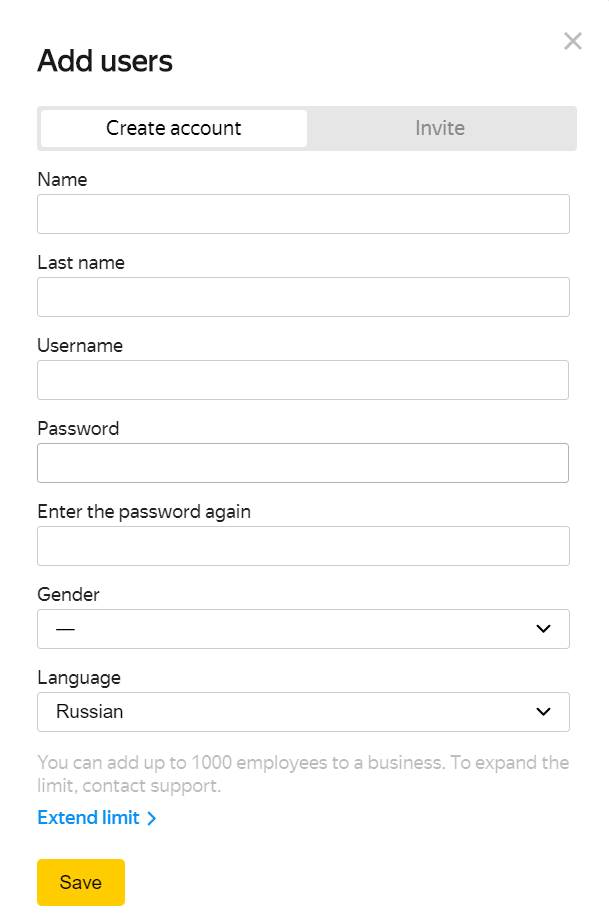 Add users
Create account Invite
Name
Last name
Username
Password
Enter the password again
Gender
—
Language
Russian
You can add up to 1000 employees to a business. To expand the
limit, contact support.
Extend limit
Save